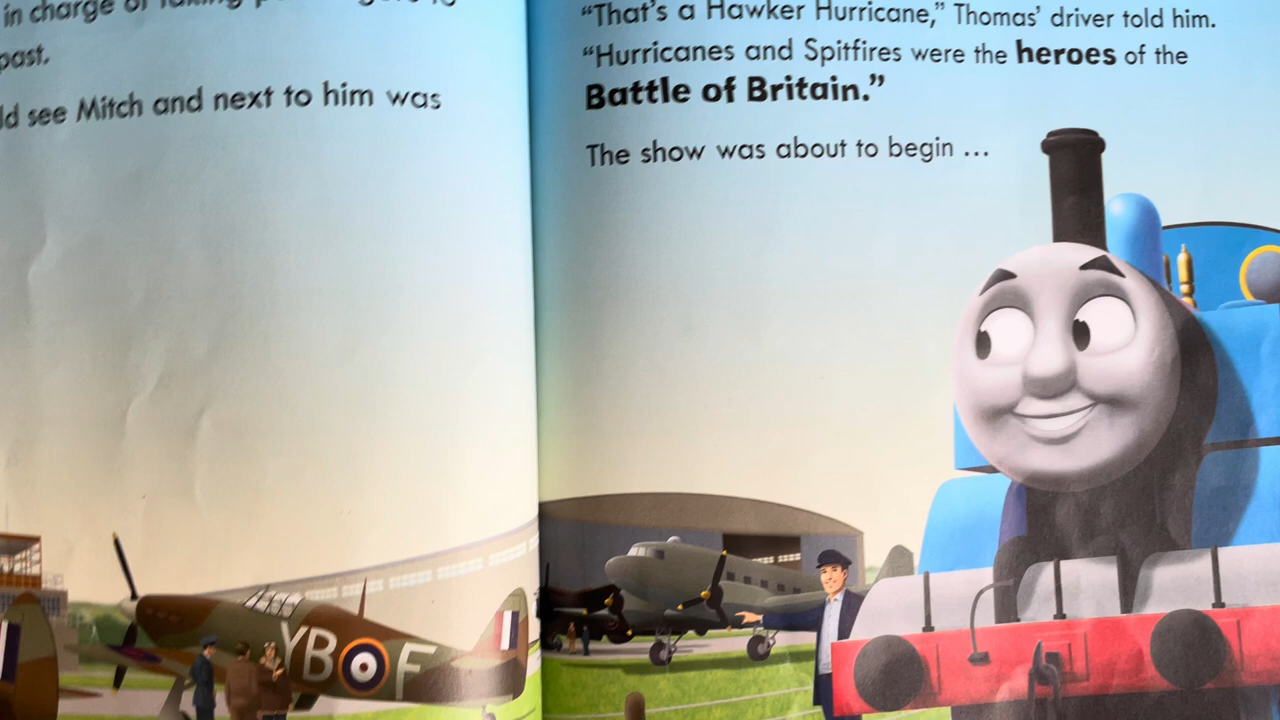 in charge of
past.
see Mitch and next to him was
YB F
“That’s a Hawker Hurricane,” Thomas’ driver told him.
“Hurricanes and Spitfires were the heroes of the
Battle of Britain.”
The show was about to begin ...